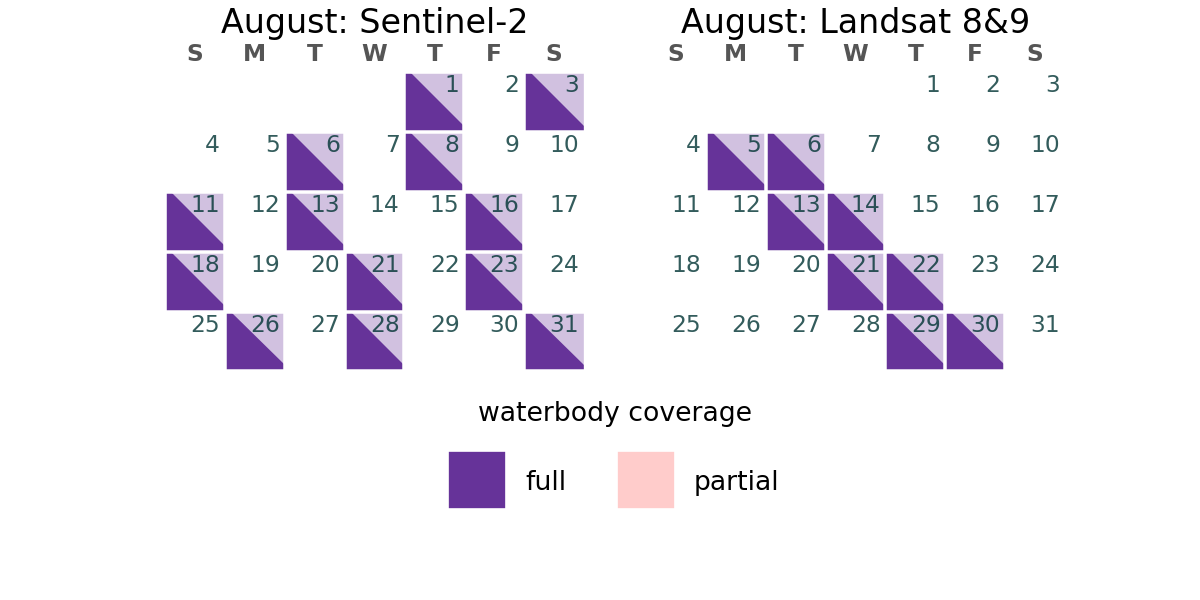 August: Sentinel-2
S M T W T F S
1 2 3
4 5 6 7 8 9 10
11 12 13 14 15 16 17
18 19 20 21 22 23 24
25 26 27 28 29 30 31
August: Landsat 8&9
S M T W T F S
1 2 3
4 5 6 7 8 9 10
11 12 13 14 15 16 17
18 19 20 21 22 23 24
25 26 27 28 29 30 31
waterbody coverage
full partial